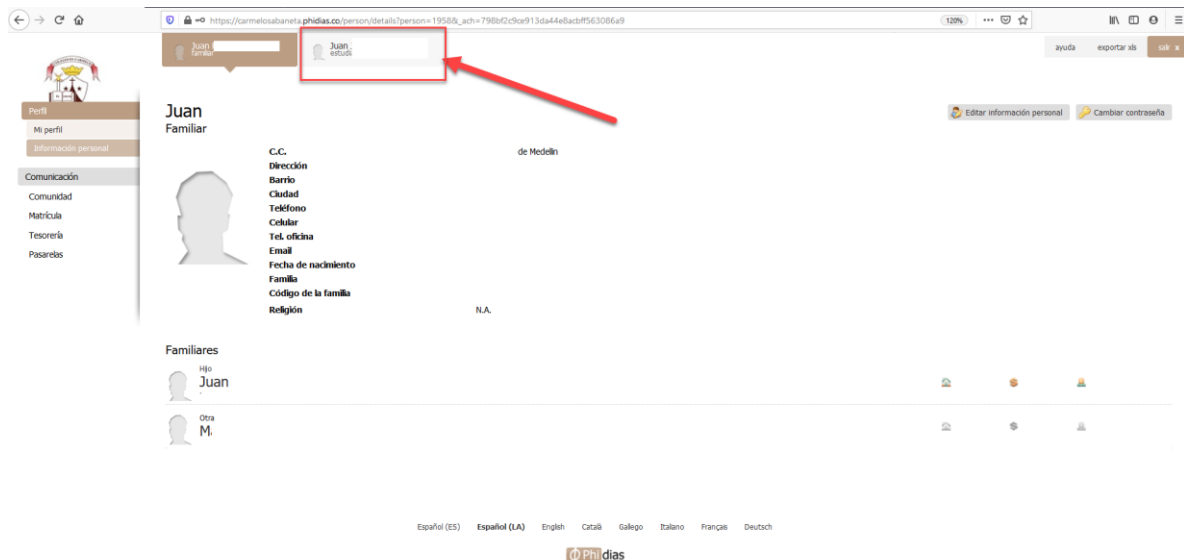 https://carmelosabaneta.phidias.co/person/details?person=1958&_ach=798bf2c9ce913da44e8acbff563086a9
120%
Juan
familiar
Juan
ayuda
exportar xls
salir x
Perfil
Mi perfil
Información personal
Comunicación
Comunidad
Matrícula
Tesorería
Pasarelas
Juan
Familiar
Editar información personal
Cambiar contraseña
C.C. de Medelin
Dirección
Barrio
Ciudad
Teléfono
Celular
Tel. oficina
Email
Fecha de nacimiento
Familia
Código de la familia
Religión N.A.
Familiares
Hijo
Juan
Otra
Español (ES) Español (LA) English Català Gallego Italiano Français Deutsch
Phidias